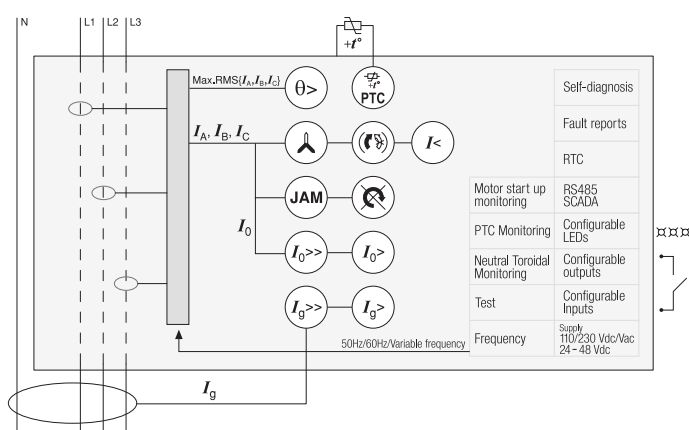 N
L1
L2
L3
+t°
Max.RMS{IA,IB,IC}
θ>
+t°
PTC
IA, IB, IC
I<
JAM
I0
I0>>
I0>
Ig>>
Ig>
50Hz/60Hz/Variable frequency
Ig
Self-diagnosis
Fault reports
RTC
Motor start up
monitoring
RS485
SCADA
PTC Monitoring
Configurable
LEDs
Neutral Toroidal
Monitoring
Configurable
outputs
Test
Configurable
Inputs
Frequency
Supply
110/230 Vdc/Vac
24 – 48 Vdc